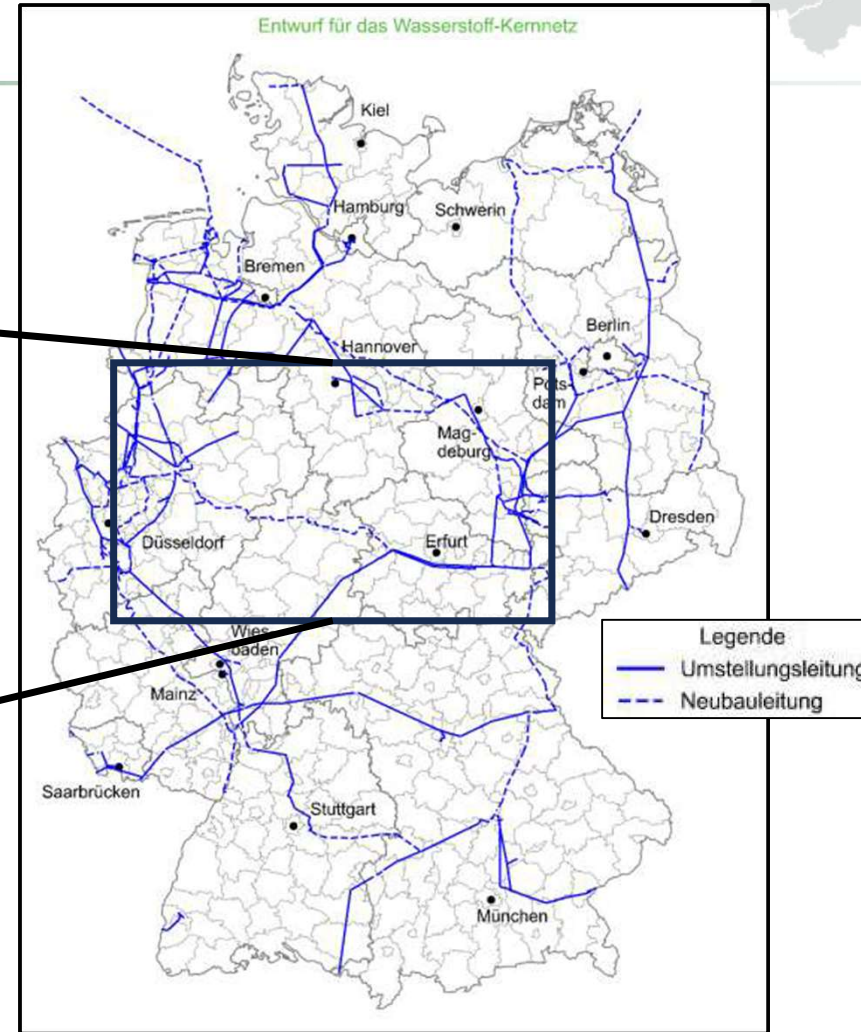 Entwurf für das Wasserstoff-Kernnetz
Kiel
Hamburg
Schwerin
Bremen
Berlin
Hannover
Pots-
dam
Mag-
deburg
Dresden
Düsseldorf
Erfurt
Wies-
baden
Mainz
Legende
Umstellungsleitung
Neubauleitung
Saarbrücken
Stuttgart
München